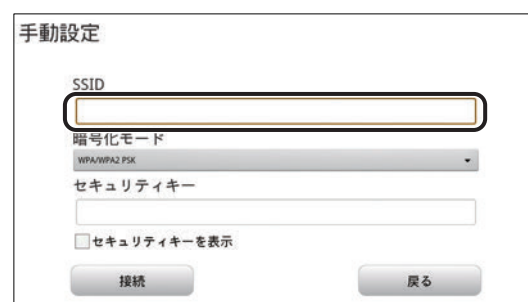 手動設定
SSID
暗号化モード
WPA/WPA2 PSK
セキュリティキー
セキュリティキーを表示
接続
戻る